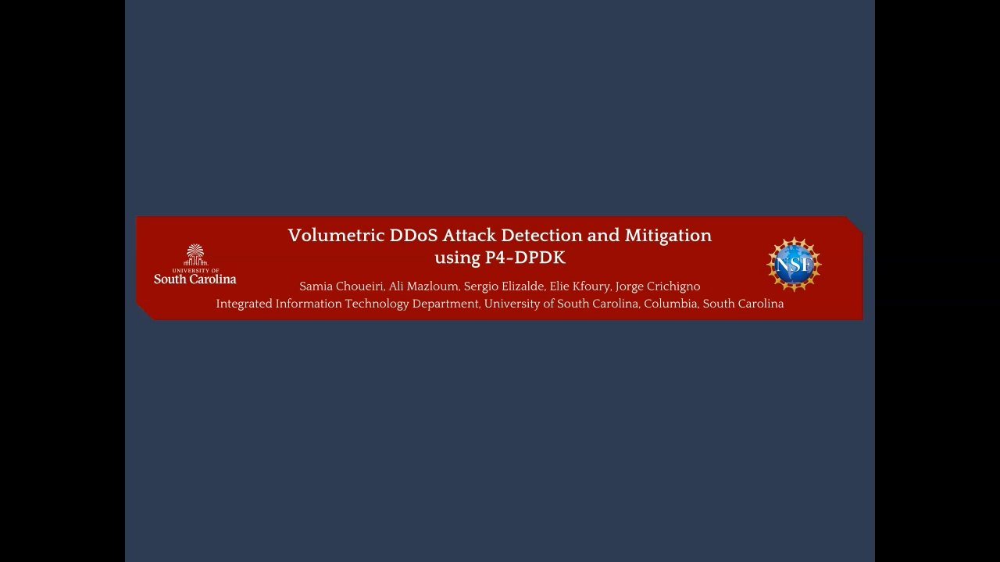 Volumetric DDoS Attack Detection and Mitigation
using P4-DPDK
UNIVERSITY OF
South Carolina
NSF
Samia Choueiri, Ali Mazloum, Sergio Elizalde, Elie Kfoury, Jorge Crichigno
Integrated Information Technology Department, University of South Carolina, Columbia, South Carolina